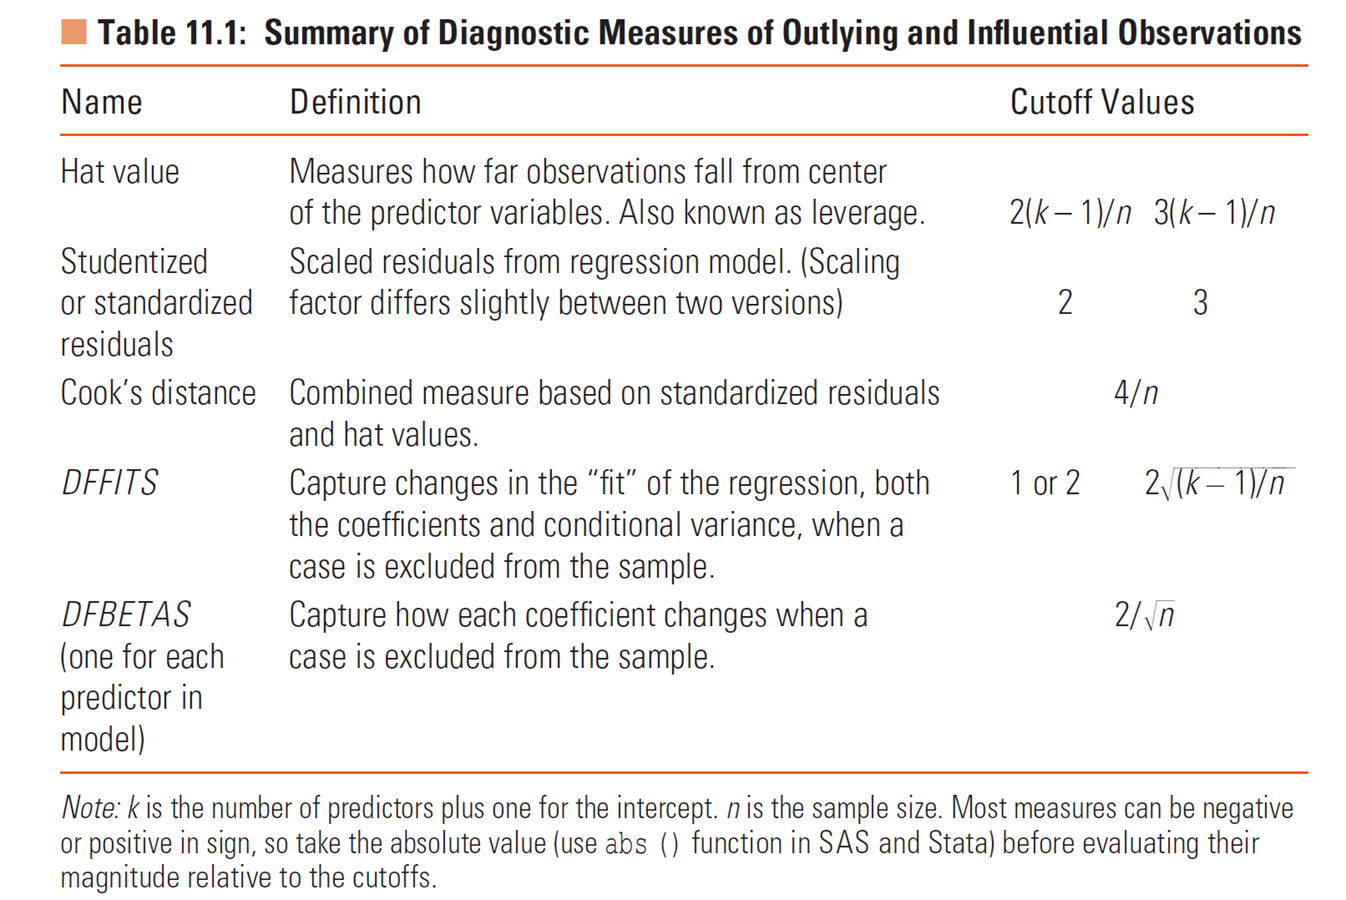 Table 11.1: Summary of Diagnostic Measures of Outlying and Influential Observations
Name Definition Cutoff Values
Hat value Measures how far observations fall from center
of the predictor variables. Also known as leverage. 2(k – 1)/n 3(k – 1)/n
Studentized Scaled residuals from regression model. (Scaling
or standardized factor differs slightly between two versions) 2 3
residuals
Cook's distance Combined measure based on standardized residuals 4/n
and hat values.
DFFITS Capture changes in the “fit” of the regression, both 1 or 2 2√(k – 1)/n
the coefficients and conditional variance, when a
case is excluded from the sample.
DFBETAS Capture how each coefficient changes when a 2/√n
(one for each case is excluded from the sample.
predictor in
model)
Note: k is the number of predictors plus one for the intercept. n is the sample size. Most measures can be negative
or positive in sign, so take the absolute value (use abs () function in SAS and Stata) before evaluating their
magnitude relative to the cutoffs.